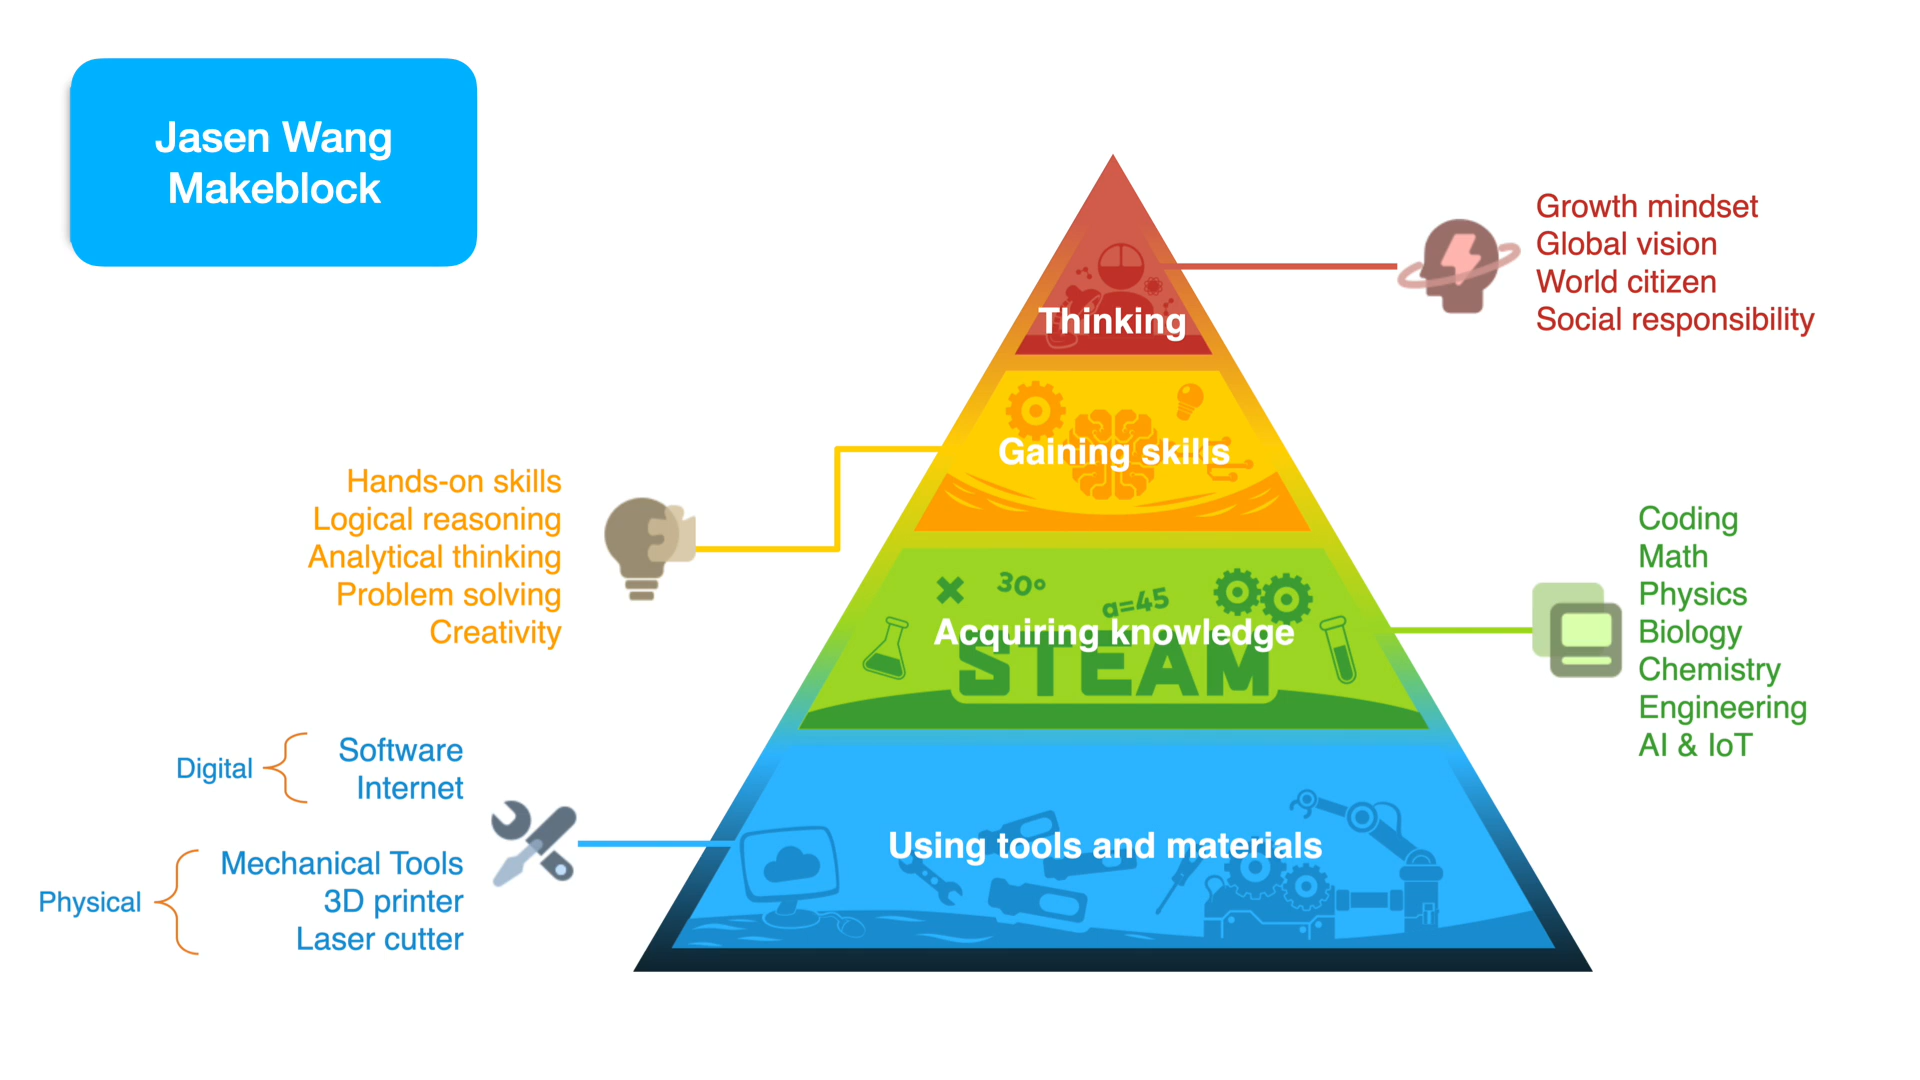 Jasen Wang
Makeblock
Growth mindset
Global vision
World citizen
Social responsibility
Thinking
Gaining skills
Hands-on skills
Logical reasoning
Analytical thinking
Problem solving
Creativity
30°
a=45
Acquiring knowledge
STEAM
Coding
Math
Physics
Biology
Chemistry
Engineering
AI & IoT
Digital
Software
Internet
Using tools and materials
Physical
Mechanical Tools
3D printer
Laser cutter